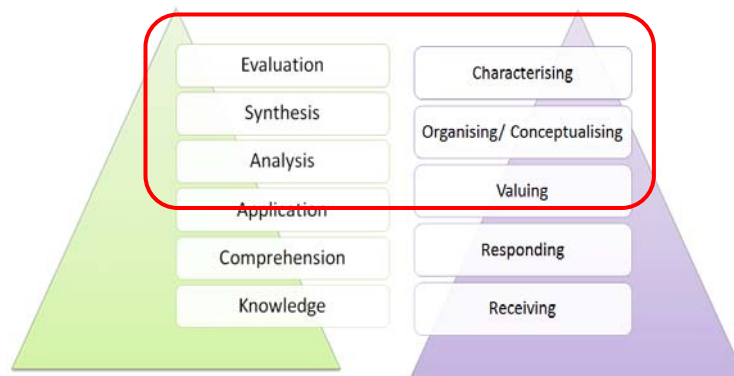 Evaluation
Synthesis
Analysis
Application
Comprehension
Knowledge
Characterising
Organising/ Conceptualising
Valuing
Responding
Receiving